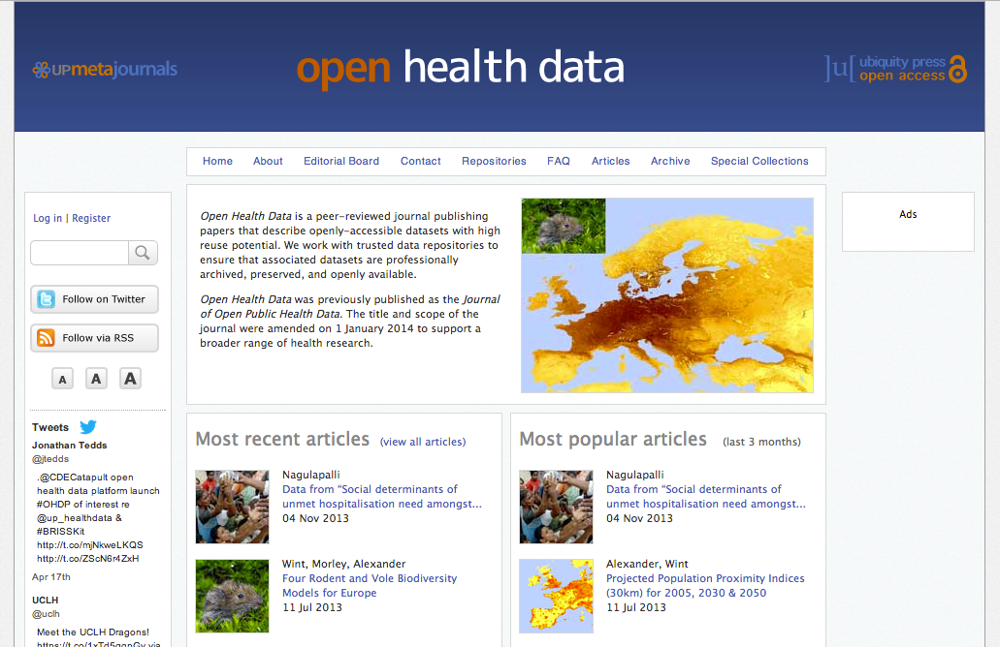 UPmetajournals
open health data
]u[ ubiquity press
open access
Home About Editorial Board Contact Repositories FAQ Articles Archive Special Collections
Log in | Register
Follow on Twitter
Follow via RSS
A A A
Tweets
Jonathan Tedds
@jtedds
.@CDECatapult open
health data platform launch
#OHDP of interest re
@up_healthdata &
#BRISSKit
http://t.co/mjNkweLKQS
http://t.co/ZScN6r4ZxH
Apr 17th
UCLH
@uclh
Meet the UCLH Dragons!
Open Health Data is a peer-reviewed journal publishing
papers that describe openly-accessible datasets with high
reuse potential. We work with trusted data repositories to
ensure that associated datasets are professionally
archived, preserved, and openly available.
Open Health Data was previously published as the Journal
of Open Public Health Data. The title and scope of the
journal were amended on 1 January 2014 to support a
broader range of health research.
Ads
Most recent articles (view all articles)
Nagulapalli
Data from “Social determinants of
unmet hospitalisation need amongst...
04 Nov 2013
Wint, Morley, Alexander
Four Rodent and Vole Biodiversity
Models for Europe
11 Jul 2013
Most popular articles (last 3 months)
Nagulapalli
Data from “Social determinants of
unmet hospitalisation need amongst...
04 Nov 2013
Alexander, Wint
Projected Population Proximity Indices
(30km) for 2005, 2030 & 2050
11 Jul 2013